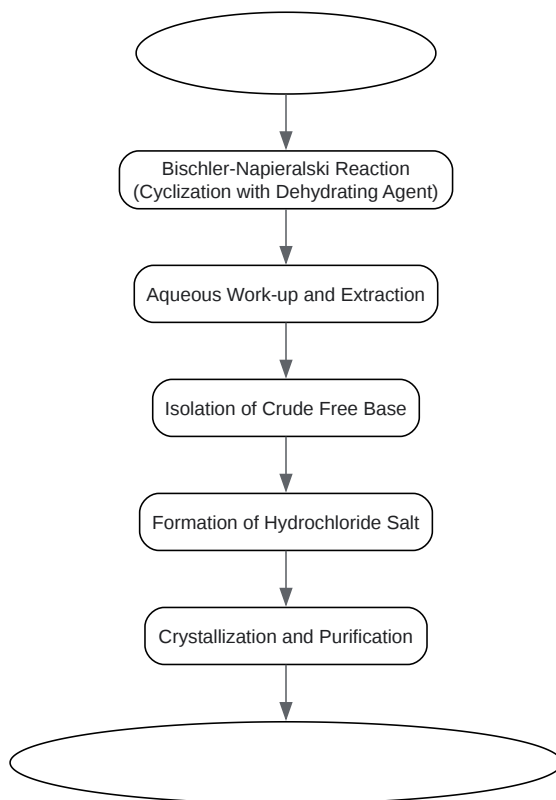 Bischler-Napieralski Reaction
(Cyclization with Dehydrating Agent)
Aqueous Work-up and Extraction
Isolation of Crude Free Base
Formation of Hydrochloride Salt
Crystallization and Purification